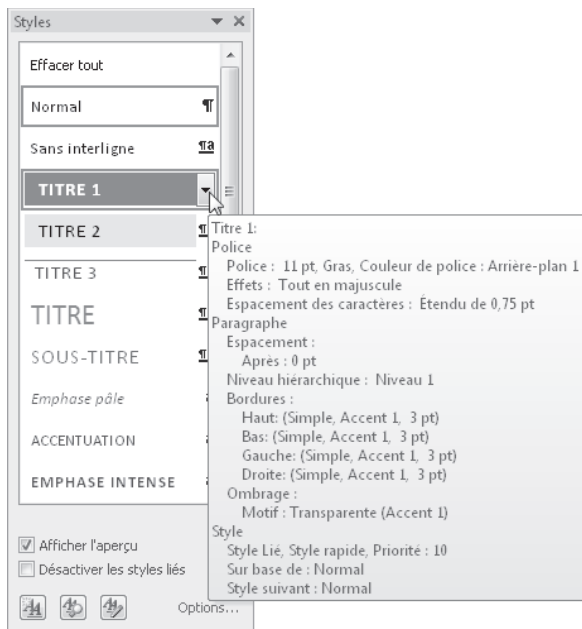 Styles
Effacer tout
Normal ¶
Sans interligne ¶a
TITRE 1
TITRE 2
TITRE 3
TITRE
SOUS-TITRE
Emphase pâle
ACCENTUATION
EMPHASE INTENSE
Afficher l'aperçu
Désactiver les styles liés
Options...
Titre 1:
Police
Police : 11 pt, Gras, Couleur de police : Arrière-plan 1
Effets : Tout en majuscule
Espacement des caractères : Étendu de 0,75 pt
Paragraphe
Espacement :
Après : 0 pt
Niveau hiérarchique : Niveau 1
Bordures :
Haut: (Simple, Accent 1, 3 pt)
Bas: (Simple, Accent 1, 3 pt)
Gauche: (Simple, Accent 1, 3 pt)
Droite: (Simple, Accent 1, 3 pt)
Ombrage :
Motif : Transparente (Accent 1)
Style
Style Lié, Style rapide, Priorité : 10
Sur base de : Normal
Style suivant : Normal